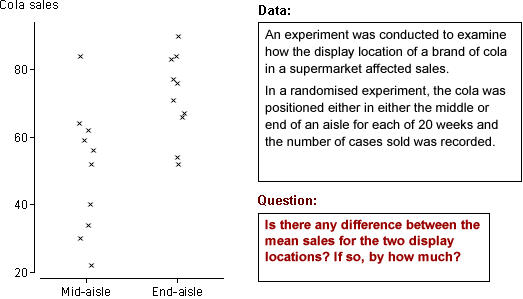 Cola sales
80
60
40
20
Mid-aisle End-aisle
Data:
An experiment was conducted to examine
how the display location of a brand of cola
in a supermarket affected sales.
In a randomised experiment, the cola was
positioned either in either the middle or
end of an aisle for each of 20 weeks and
the number of cases sold was recorded.
Question:
Is there any difference between the
mean sales for the two display
locations? If so, by how much?